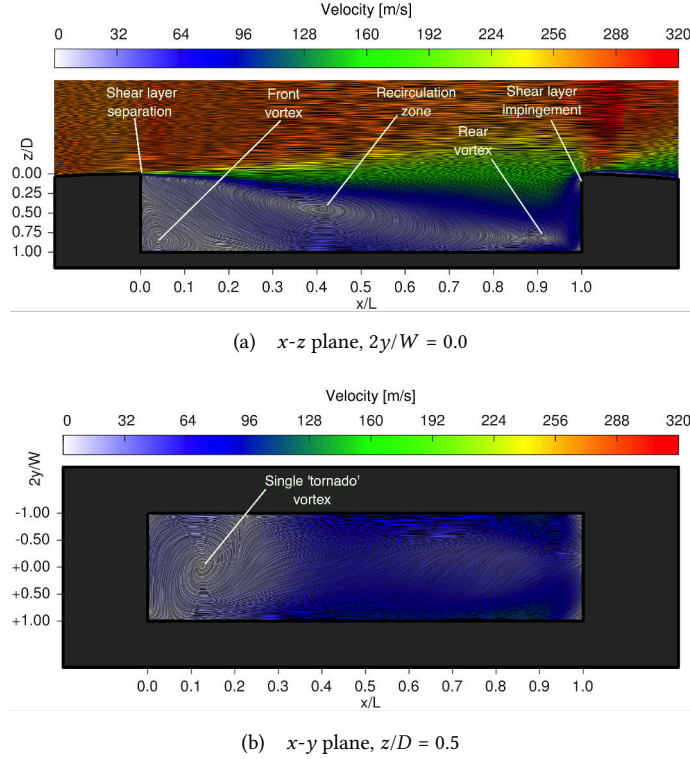 Velocity [m/s]
0 32 64 96 128 160 192 224 256 288 320
Shear layer
separation
Front
vortex
Recirculation
zone
Rear
vortex
Shear layer
impingement
z/D
0.00
0.25
0.50
0.75
1.00
0.0 0.1 0.2 0.3 0.4 0.5 0.6 0.7 0.8 0.9 1.0
x/L
(a) x-z plane, 2y/W = 0.0
Velocity [m/s]
0 32 64 96 128 160 192 224 256 288 320
2y/W
Single 'tornado'
vortex
-1.00
-0.50
+0.00
+0.50
+1.00
0.0 0.1 0.2 0.3 0.4 0.5 0.6 0.7 0.8 0.9 1.0
x/L
(b) x-y plane, z/D = 0.5